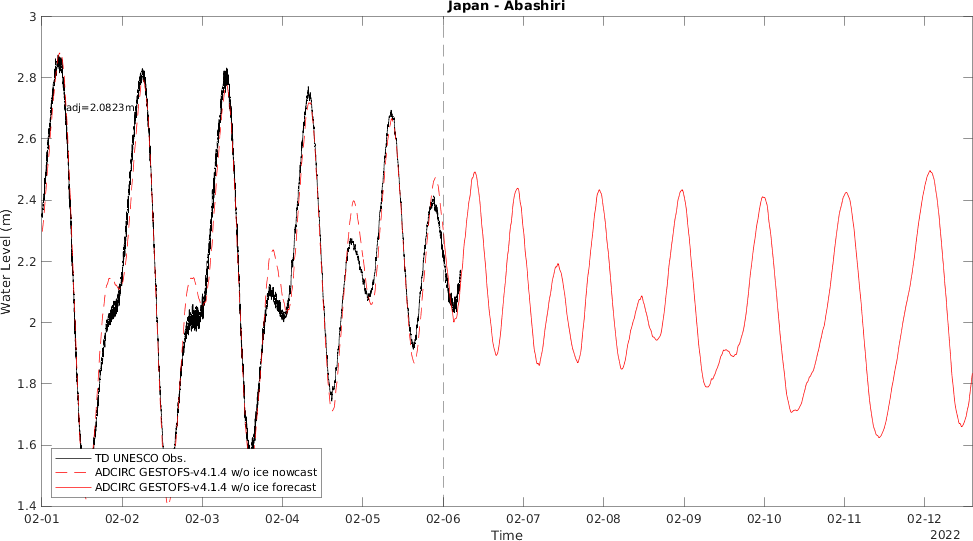 Japan - Abashiri
3
2.8
2.6
2.4
2.2
2
1.8
1.6
1.4
Water Level (m)
adj=2.0823m
TD UNESCO Obs.
ADCIRC GESTOFS-v4.1.4 w/o ice nowcast
ADCIRC GESTOFS-v4.1.4 w/o ice forecast
02-01 02-02 02-03 02-04 02-05 02-06 02-07 02-08 02-09 02-10 02-11 02-12
Time
2022